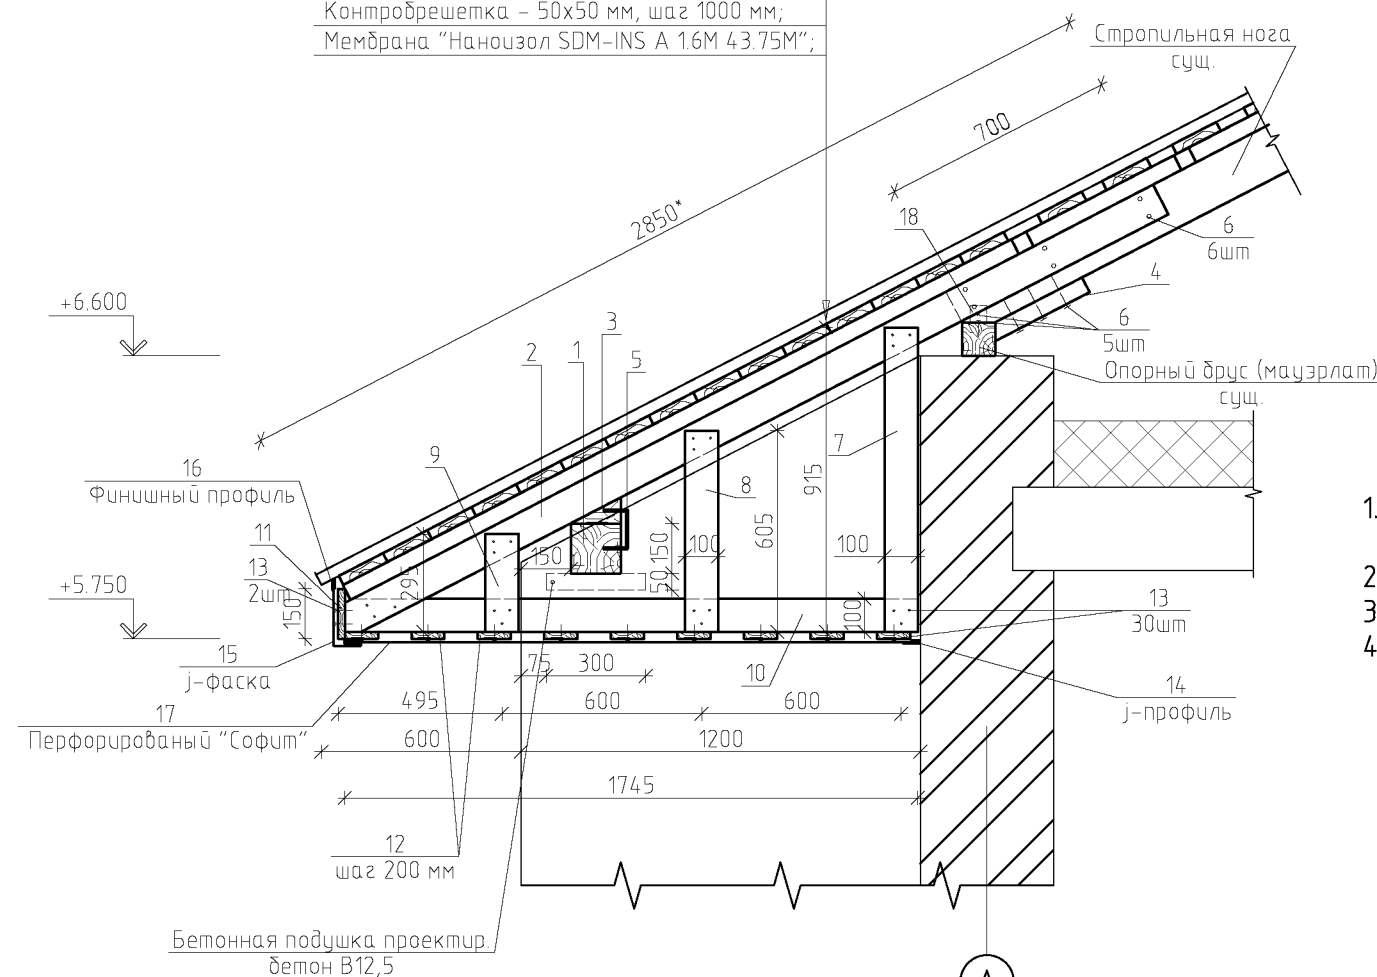 Контробрешетка - 50х50 мм, шаг 1000 мм;
Мембрана "Наноизол SDM-INS A 1.6М 43.75М";
Стропильная нога
сущ.
700
2850*
18
6
6шт
4
+6.600
3
6
5шт
2
1
5
Опорный брус (мауэрлат)
сущ.
7
9
16
Финишный профиль
8
915
605
1.
11
150
150
100
100
13
2шт
295
50
+5.750
150
100
13
30шт
2
3
4
15
j-фаска
75
300
10
14
j-профиль
495
600
600
17
Перфорированый "Софит"
600
1200
1745
12
шаг 200 мм
Бетонная подушка проектир.
бетон В12,5
А